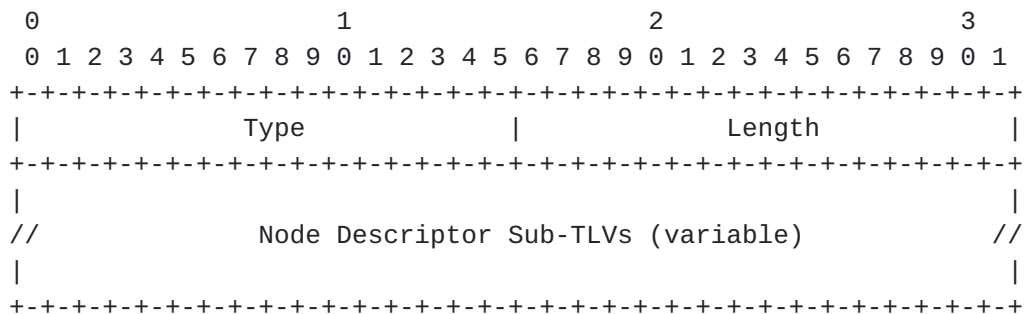 0                   1                   2                   3
 0 1 2 3 4 5 6 7 8 9 0 1 2 3 4 5 6 7 8 9 0 1 2 3 4 5 6 7 8 9 0 1
+-+-+-+-+-+-+-+-+-+-+-+-+-+-+-+-+-+-+-+-+-+-+-+-+-+-+-+-+-+-+-+-+
|              Type             |             Length            |
+-+-+-+-+-+-+-+-+-+-+-+-+-+-+-+-+-+-+-+-+-+-+-+-+-+-+-+-+-+-+-+-+
|                                                               |
//              Node Descriptor Sub-TLVs (variable)            //
|                                                               |
+-+-+-+-+-+-+-+-+-+-+-+-+-+-+-+-+-+-+-+-+-+-+-+-+-+-+-+-+-+-+-+-+